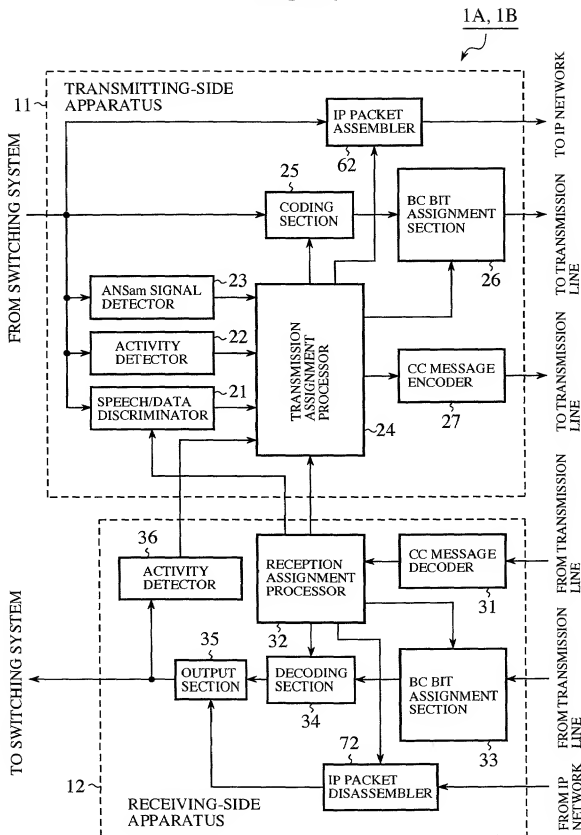 1A, 1B
11
TRANSMITTING-SIDE
APPARATUS
IP PACKET
ASSEMBLER
62
TO IP NETWORK
FROM SWITCHING SYSTEM
25
CODING
SECTION
BC BIT
ASSIGNMENT
SECTION
26
TO TRANSMISSION
LINE
23
ANSam SIGNAL
DETECTOR
22
ACTIVITY
DETECTOR
21
SPEECH/DATA
DISCRIMINATOR
TRANSMISSION
ASSIGNMENT
PROCESSOR
24
CC MESSAGE
ENCODER
27
TO TRANSMISSION
LINE
36
ACTIVITY
DETECTOR
RECEPTION
ASSIGNMENT
PROCESSOR
32
CC MESSAGE
DECODER
31
FROM TRANSMISSION
LINE
TO SWITCHING SYSTEM
35
OUTPUT
SECTION
DECODING
SECTION
34
BC BIT
ASSIGNMENT
SECTION
33
FROM TRANSMISSION
LINE
72
IP PACKET
DISASSEMBLER
FROM IP
NETWORK
12
RECEIVING-SIDE
APPARATUS